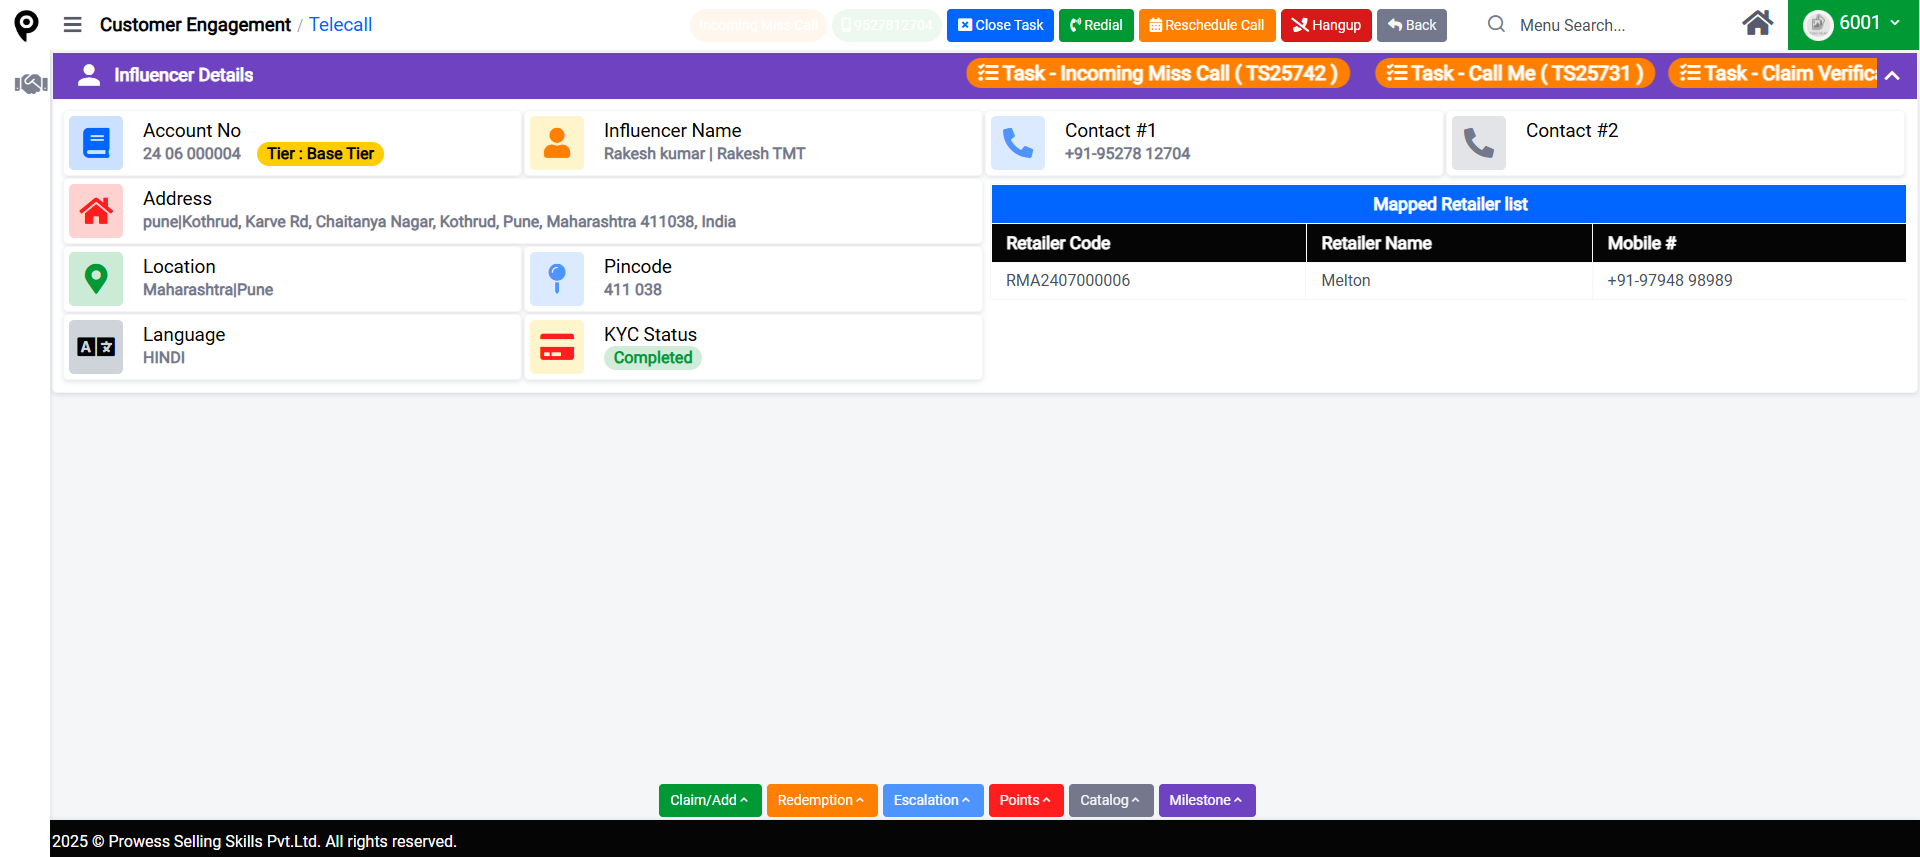 Customer Engagement / Telecall
Incoming Miss Call
9527812704
Close Task
Redial
Reschedule Call
Hangup
Back
Menu Search...
6001
Influencer Details
Task - Incoming Miss Call ( TS25742 )
Task - Call Me ( TS25731 )
Task - Claim Verific
Account No
24 06 000004
Tier : Base Tier
Influencer Name
Rakesh kumar | Rakesh TMT
Contact #1
+91-95278 12704
Contact #2
Address
pune|Kothrud, Karve Rd, Chaitanya Nagar, Kothrud, Pune, Maharashtra 411038, India
Mapped Retailer list
Retailer Code
Retailer Name
Mobile #
RMA2407000006
Melton
+91-97948 98989
Location
Maharashtra|Pune
Pincode
411 038
Language
HINDI
KYC Status
Completed
Claim/Add
Redemption
Escalation
Points
Catalog
Milestone
2025 © Prowess Selling Skills Pvt.Ltd. All rights reserved.